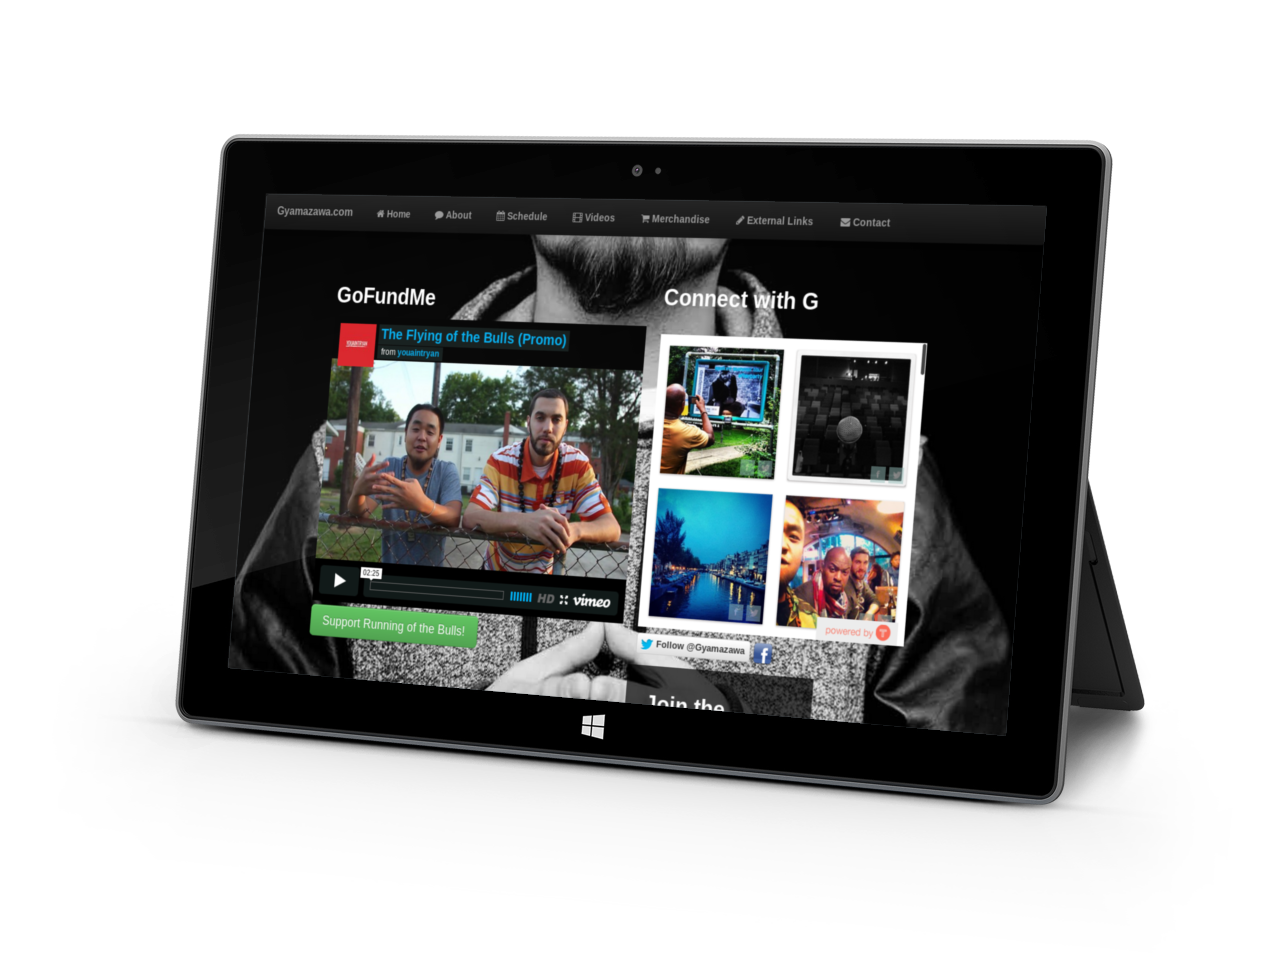 Gyamazawa.com Home About Schedule Videos Merchandise External Links Contact
GoFundMe
The Flying of the Bulls (Promo)
from youaintryan
02:25
HD vimeo
Support Running of the Bulls!
Connect with G
powered by
Follow @Gyamazawa
Join the